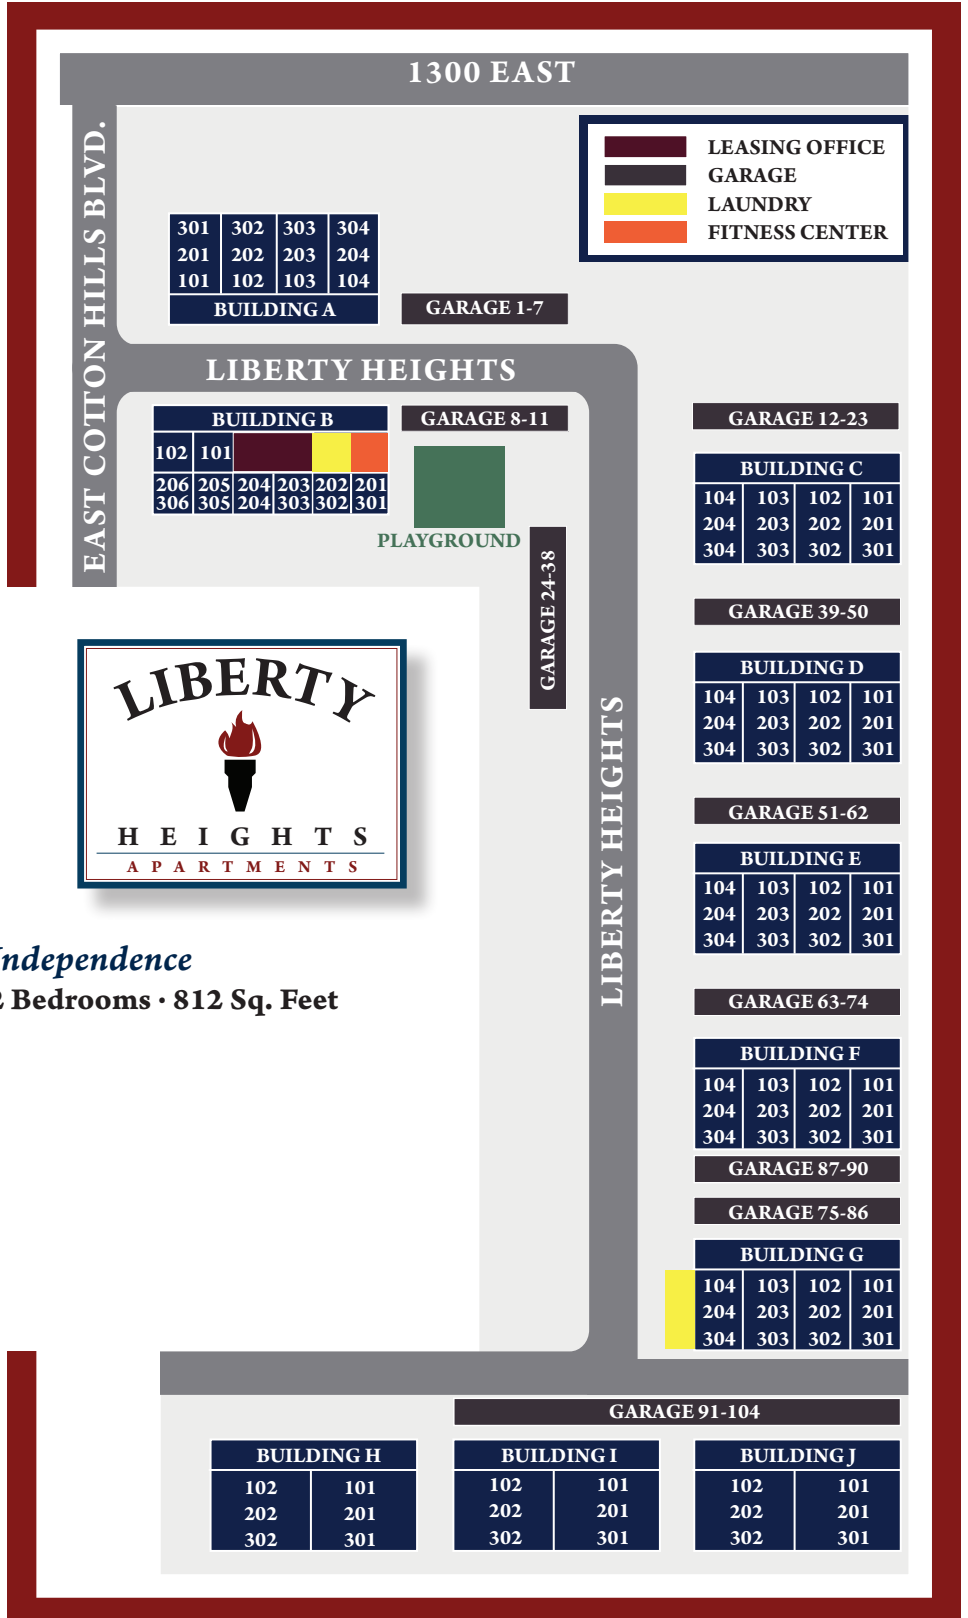 1300 EAST
EAST COTTON HILLS BLVD.
LEASING OFFICE
GARAGE
LAUNDRY
FITNESS CENTER
301 302 303 304
201 202 203 204
101 102 103 104
BUILDING A
GARAGE 1-7
LIBERTY HEIGHTS
BUILDING B
102 101
206 205 204 203 202 201
306 305 204 303 302 301
GARAGE 8-11
PLAYGROUND
GARAGE 24-38
LIBERTY HEIGHTS
GARAGE 12-23
BUILDING C
104 103 102 101
204 203 202 201
304 303 302 301
GARAGE 39-50
BUILDING D
104 103 102 101
204 203 202 201
304 303 302 301
GARAGE 51-62
BUILDING E
104 103 102 101
204 203 202 201
304 303 302 301
GARAGE 63-74
BUILDING F
104 103 102 101
204 203 202 201
304 303 302 301
GARAGE 87-90
GARAGE 75-86
BUILDING G
104 103 102 101
204 203 202 201
304 303 302 301
LIBERTY
HEIGHTS
APARTMENTS
ndependence
2 Bedrooms · 812 Sq. Feet
GARAGE 91-104
BUILDING H
102 101
202 201
302 301
BUILDING I
102 101
202 201
302 301
BUILDING J
102 101
202 201
302 301